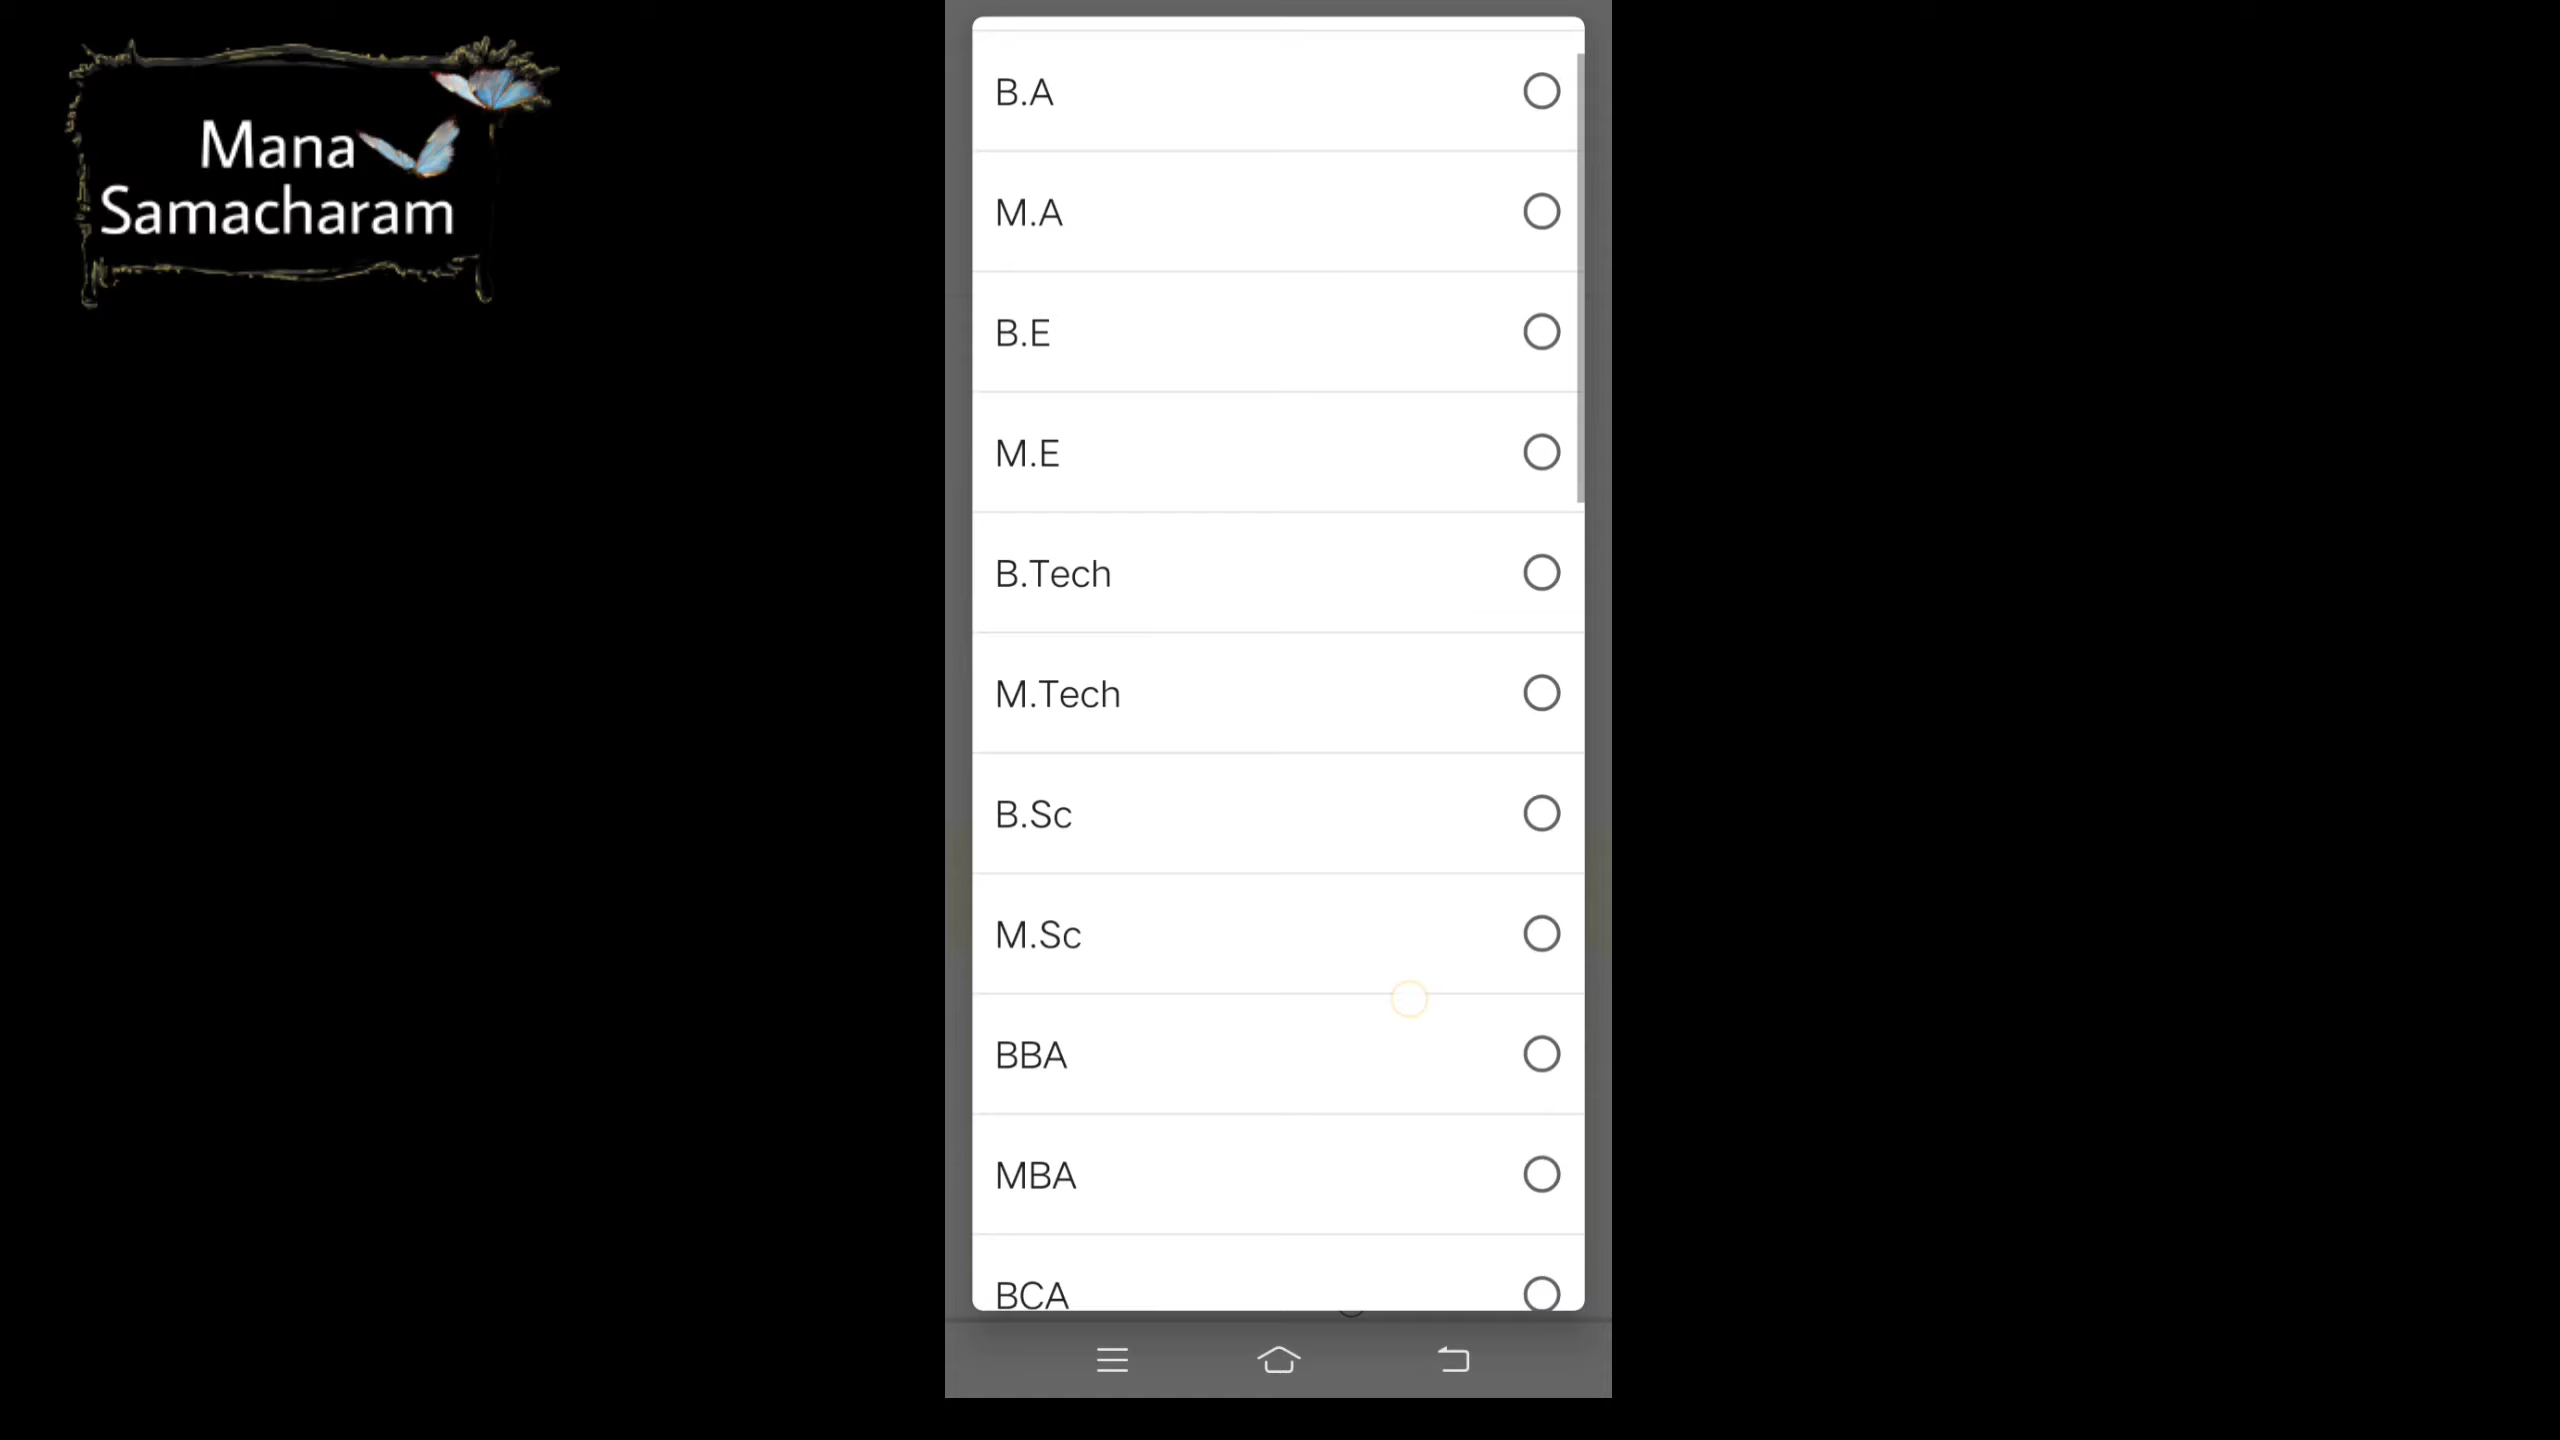 Mana
Samacharam
B.A
M.A
B.E
M.E
B.Tech
M.Tech
B.Sc
M.Sc
BBA
MBA
BCA